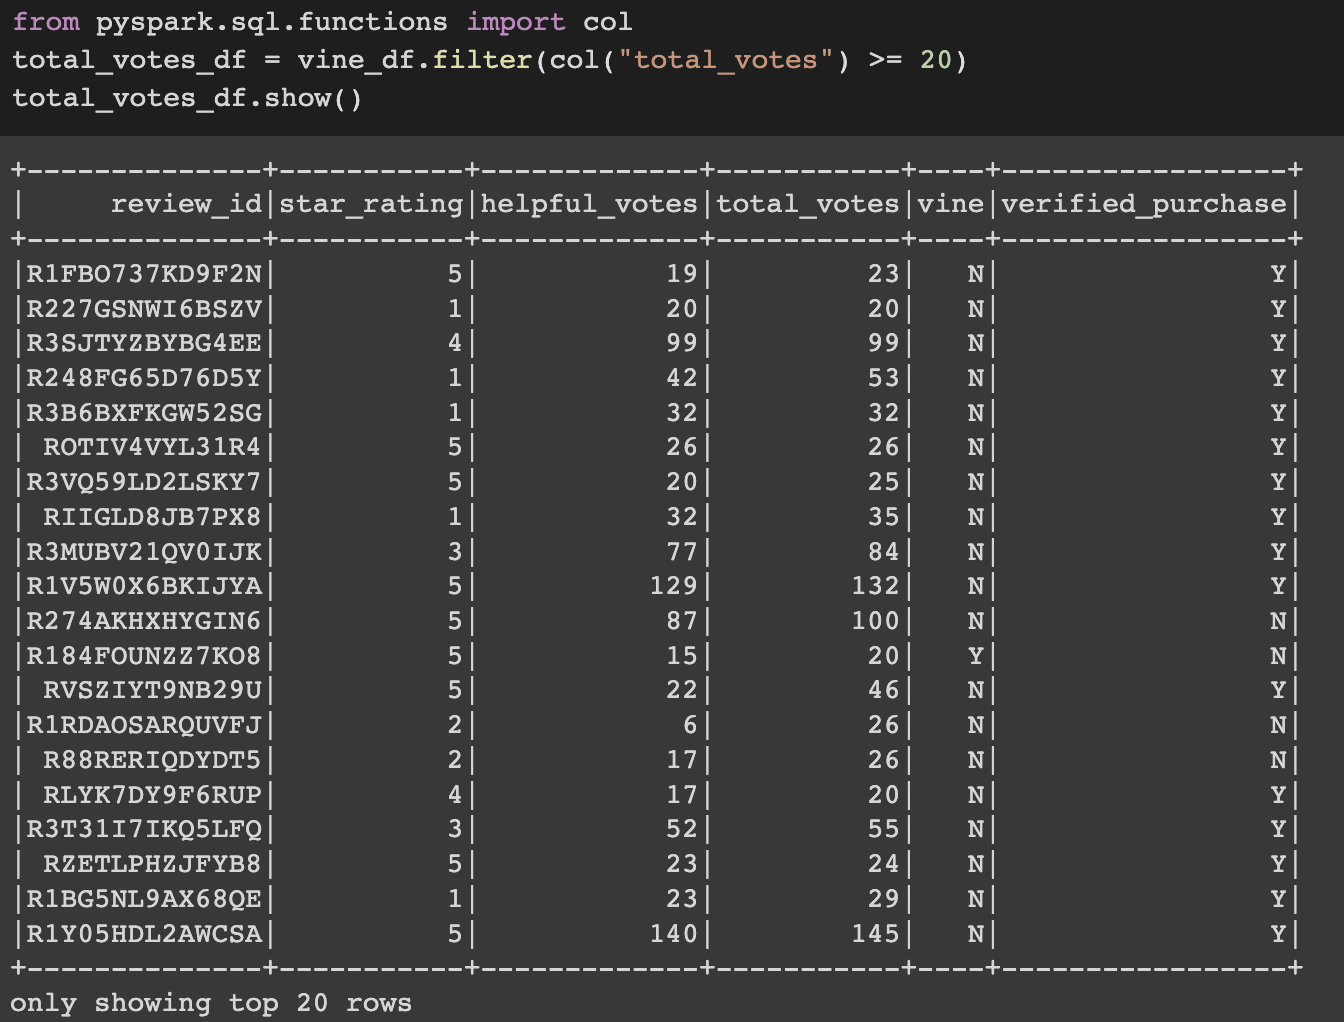 from pyspark.sql.functions import col
total_votes_df = vine_df.filter(col("total_votes") >= 20)
total_votes_df.show()
+--------------+-----------+-------------+-----------+----+-----------------+
|     review_id|star_rating|helpful_votes|total_votes|vine|verified_purchase|
+--------------+-----------+-------------+-----------+----+-----------------+
|R1FBO737KD9F2N|          5|           19|         23|   N|                Y|
|R227GSNWI6BSZV|          1|           20|         20|   N|                Y|
|R3SJTYZBYBG4EE|          4|           99|         99|   N|                Y|
|R248FG65D76D5Y|          1|           42|         53|   N|                Y|
|R3B6BXFKGW52SG|          1|           32|         32|   N|                Y|
| ROTIV4VYL31R4|          5|           26|         26|   N|                Y|
|R3VQ59LD2LSKY7|          5|           20|         25|   N|                Y|
| RIIGLD8JB7PX8|          1|           32|         35|   N|                Y|
|R3MUBV21QV0IJK|          3|           77|         84|   N|                Y|
|R1V5W0X6BKIJYA|          5|          129|        132|   N|                Y|
|R274AKHXHYGIN6|          5|           87|        100|   N|                N|
|R184FOUNZZ7KO8|          5|           15|         20|   Y|                N|
| RVSZIYT9NB29U|          5|           22|         46|   N|                Y|
|R1RDAOSARQUVFJ|          2|            6|         26|   N|                N|
| R88RERIQDYDT5|          2|           17|         26|   N|                N|
| RLYK7DY9F6RUP|          4|           17|         20|   N|                Y|
|R3T31I7IKQ5LFQ|          3|           52|         55|   N|                Y|
| RZETLPHZJFYB8|          5|           23|         24|   N|                Y|
|R1BG5NL9AX68QE|          1|           23|         29|   N|                Y|
|R1Y05HDL2AWCSA|          5|          140|        145|   N|                Y|
+--------------+-----------+-------------+-----------+----+-----------------+
only showing top 20 rows